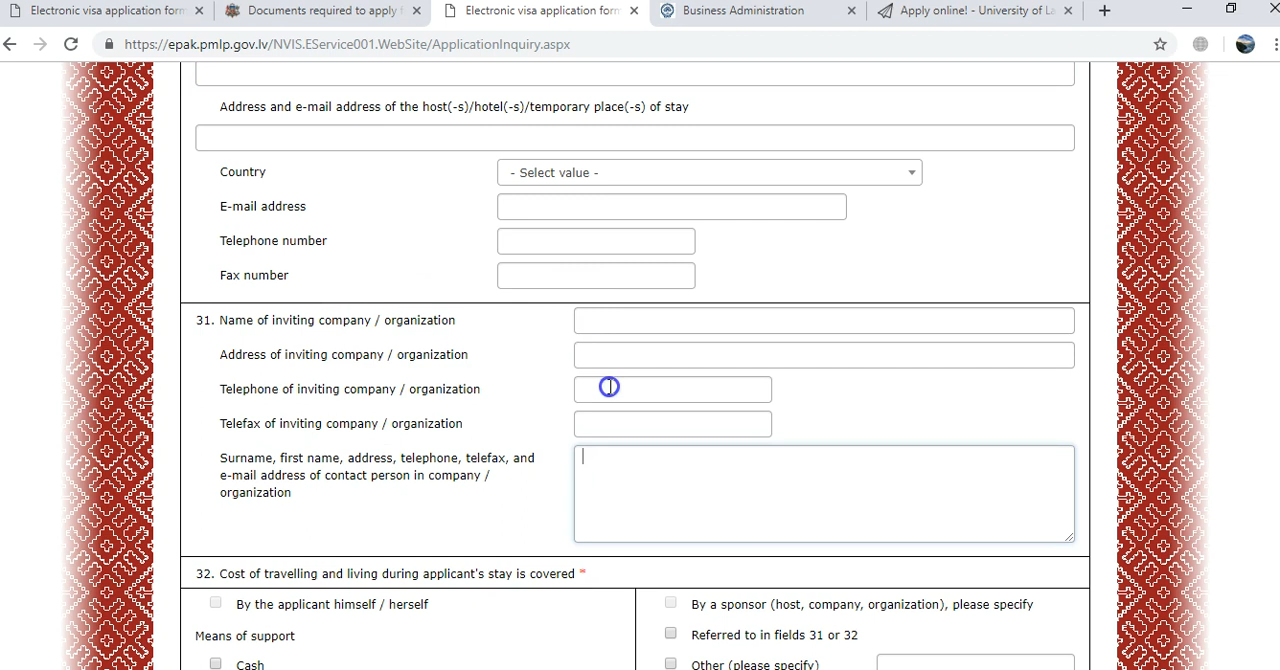 Electronic visa application form
Documents required to apply f
Electronic visa application form
Business Administration
Apply online! - University of La
https://epak.pmlp.gov.lv/NVIS.EService001.WebSite/ApplicationInquiry.aspx
Address and e-mail address of the host(-s)/hotel(-s)/temporary place(-s) of stay
Country
- Select value -
E-mail address
Telephone number
Fax number
31. Name of inviting company / organization
Address of inviting company / organization
Telephone of inviting company / organization
Telefax of inviting company / organization
Surname, first name, address, telephone, telefax, and
e-mail address of contact person in company /
organization
32. Cost of travelling and living during applicant's stay is covered *
By the applicant himself / herself
By a sponsor (host, company, organization), please specify
Means of support
Referred to in fields 31 or 32
Cash
Other (please specify)